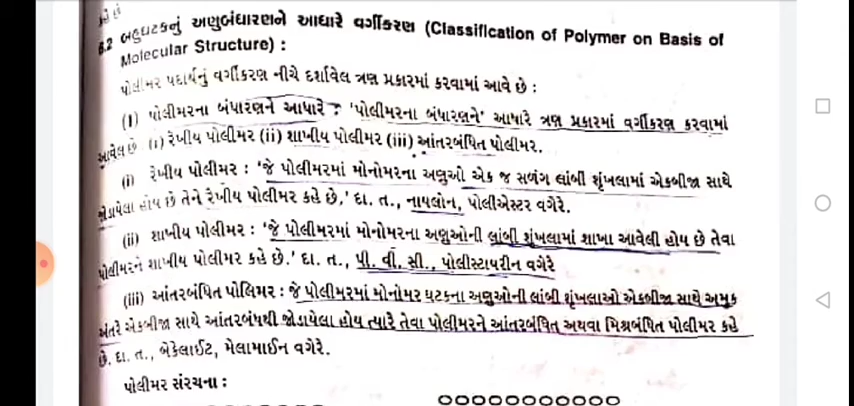 કહે છે
6.2 બહુઘટકનું અણુબંધારણને આધારે વર્ગીકરણ (Classification of Polymer on Basis of
Molecular Structure) :
પોલીમર પદાર્થનું વર્ગીકરણ નીચે દર્શાવેલ ત્રણ પ્રકારમાં કરવામાં આવે છે :
(1) પોલીમરના બંધારણને આધારે : 'પોલીમરના બંધારણને' આધારે ત્રણ પ્રકારમાં વર્ગીકરણ કરવામાં
આવેલ છે. (i) રેખીય પોલીમર (ii) શાખીય પોલીમર (iii) આંતરબંધિત પોલીમર.
(i) રેખીય પોલીમર : 'જે પોલીમરમાં મોનોમરના અણુઓ એક જ સળંગ લાંબી શૃંખલામાં એકબીજા સાથે
જોડાયેલા હોય છે તેને રેખીય પોલીમર કહે છે.' દા. ત., નાયલોન, પોલીએસ્ટર વગેરે.
(ii) શાખીય પોલીમર : 'જે પોલીમરમાં મોનોમરના અણુઓની લાંબી શૃંખલામાં શાખા આવેલી હોય છે તેવા
પોલીમરને શાખીય પોલીમર કહે છે.' દા. ત., પી. વી. સી., પોલીસ્ટાયરીન વગેરે
(iii) આંતરબંધિત પોલિમર : જે પોલીમરમાં મોનોમર ઘટકના અણુઓની લાંબી શૃંખલાઓ એકબીજા સાથે અમુક
અંતરે એકબીજા સાથે આંતરબંધથી જોડાયેલા હોય ત્યારે તેવા પોલીમરને આંતરબંધિત અથવા મિશ્રબંધિત પોલીમર કહે
છે. દા. ત., બેકેલાઈટ, મેલામાઈન વગેરે.
પોલીમર સંરચના :